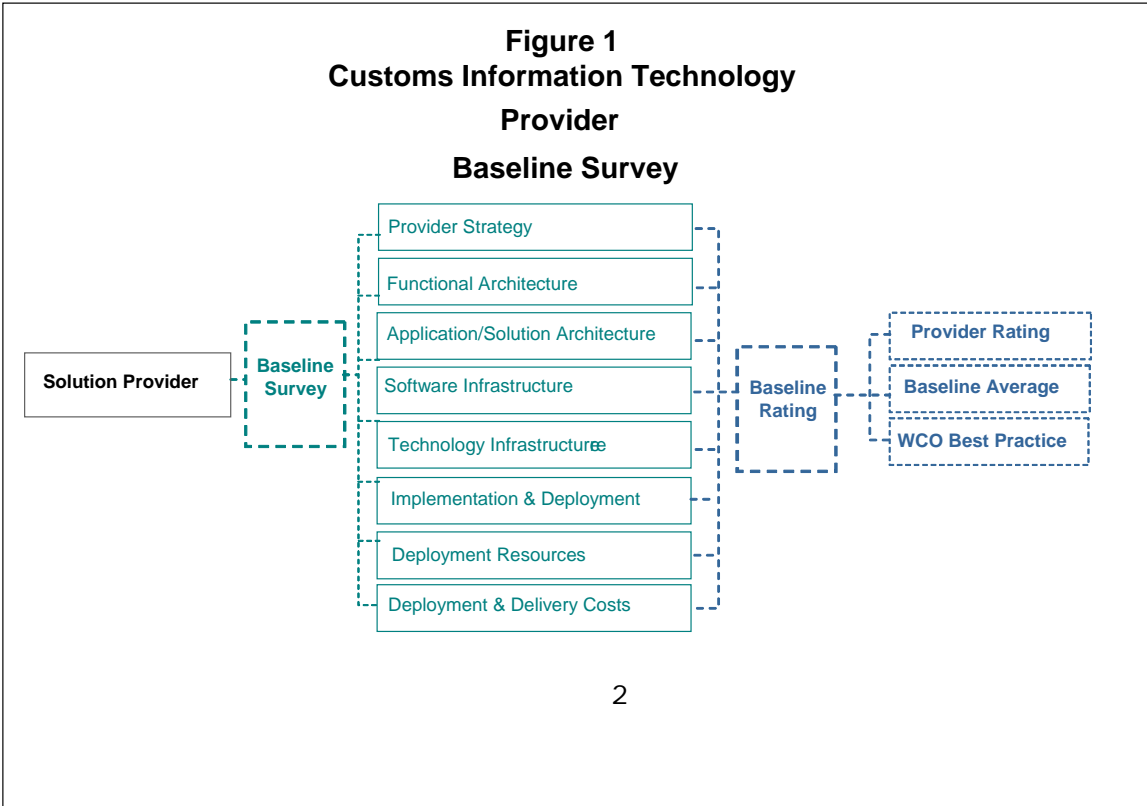 Figure 1
Customs Information Technology
Provider
Baseline Survey
Solution Provider
Baseline
Survey
Provider Strategy
Functional Architecture
Application/Solution Architecture
Software Infrastructure
Technology Infrastructure
Implementation & Deployment
Deployment Resources
Deployment & Delivery Costs
Baseline
Rating
Provider Rating
Baseline Average
WCO Best Practice
2